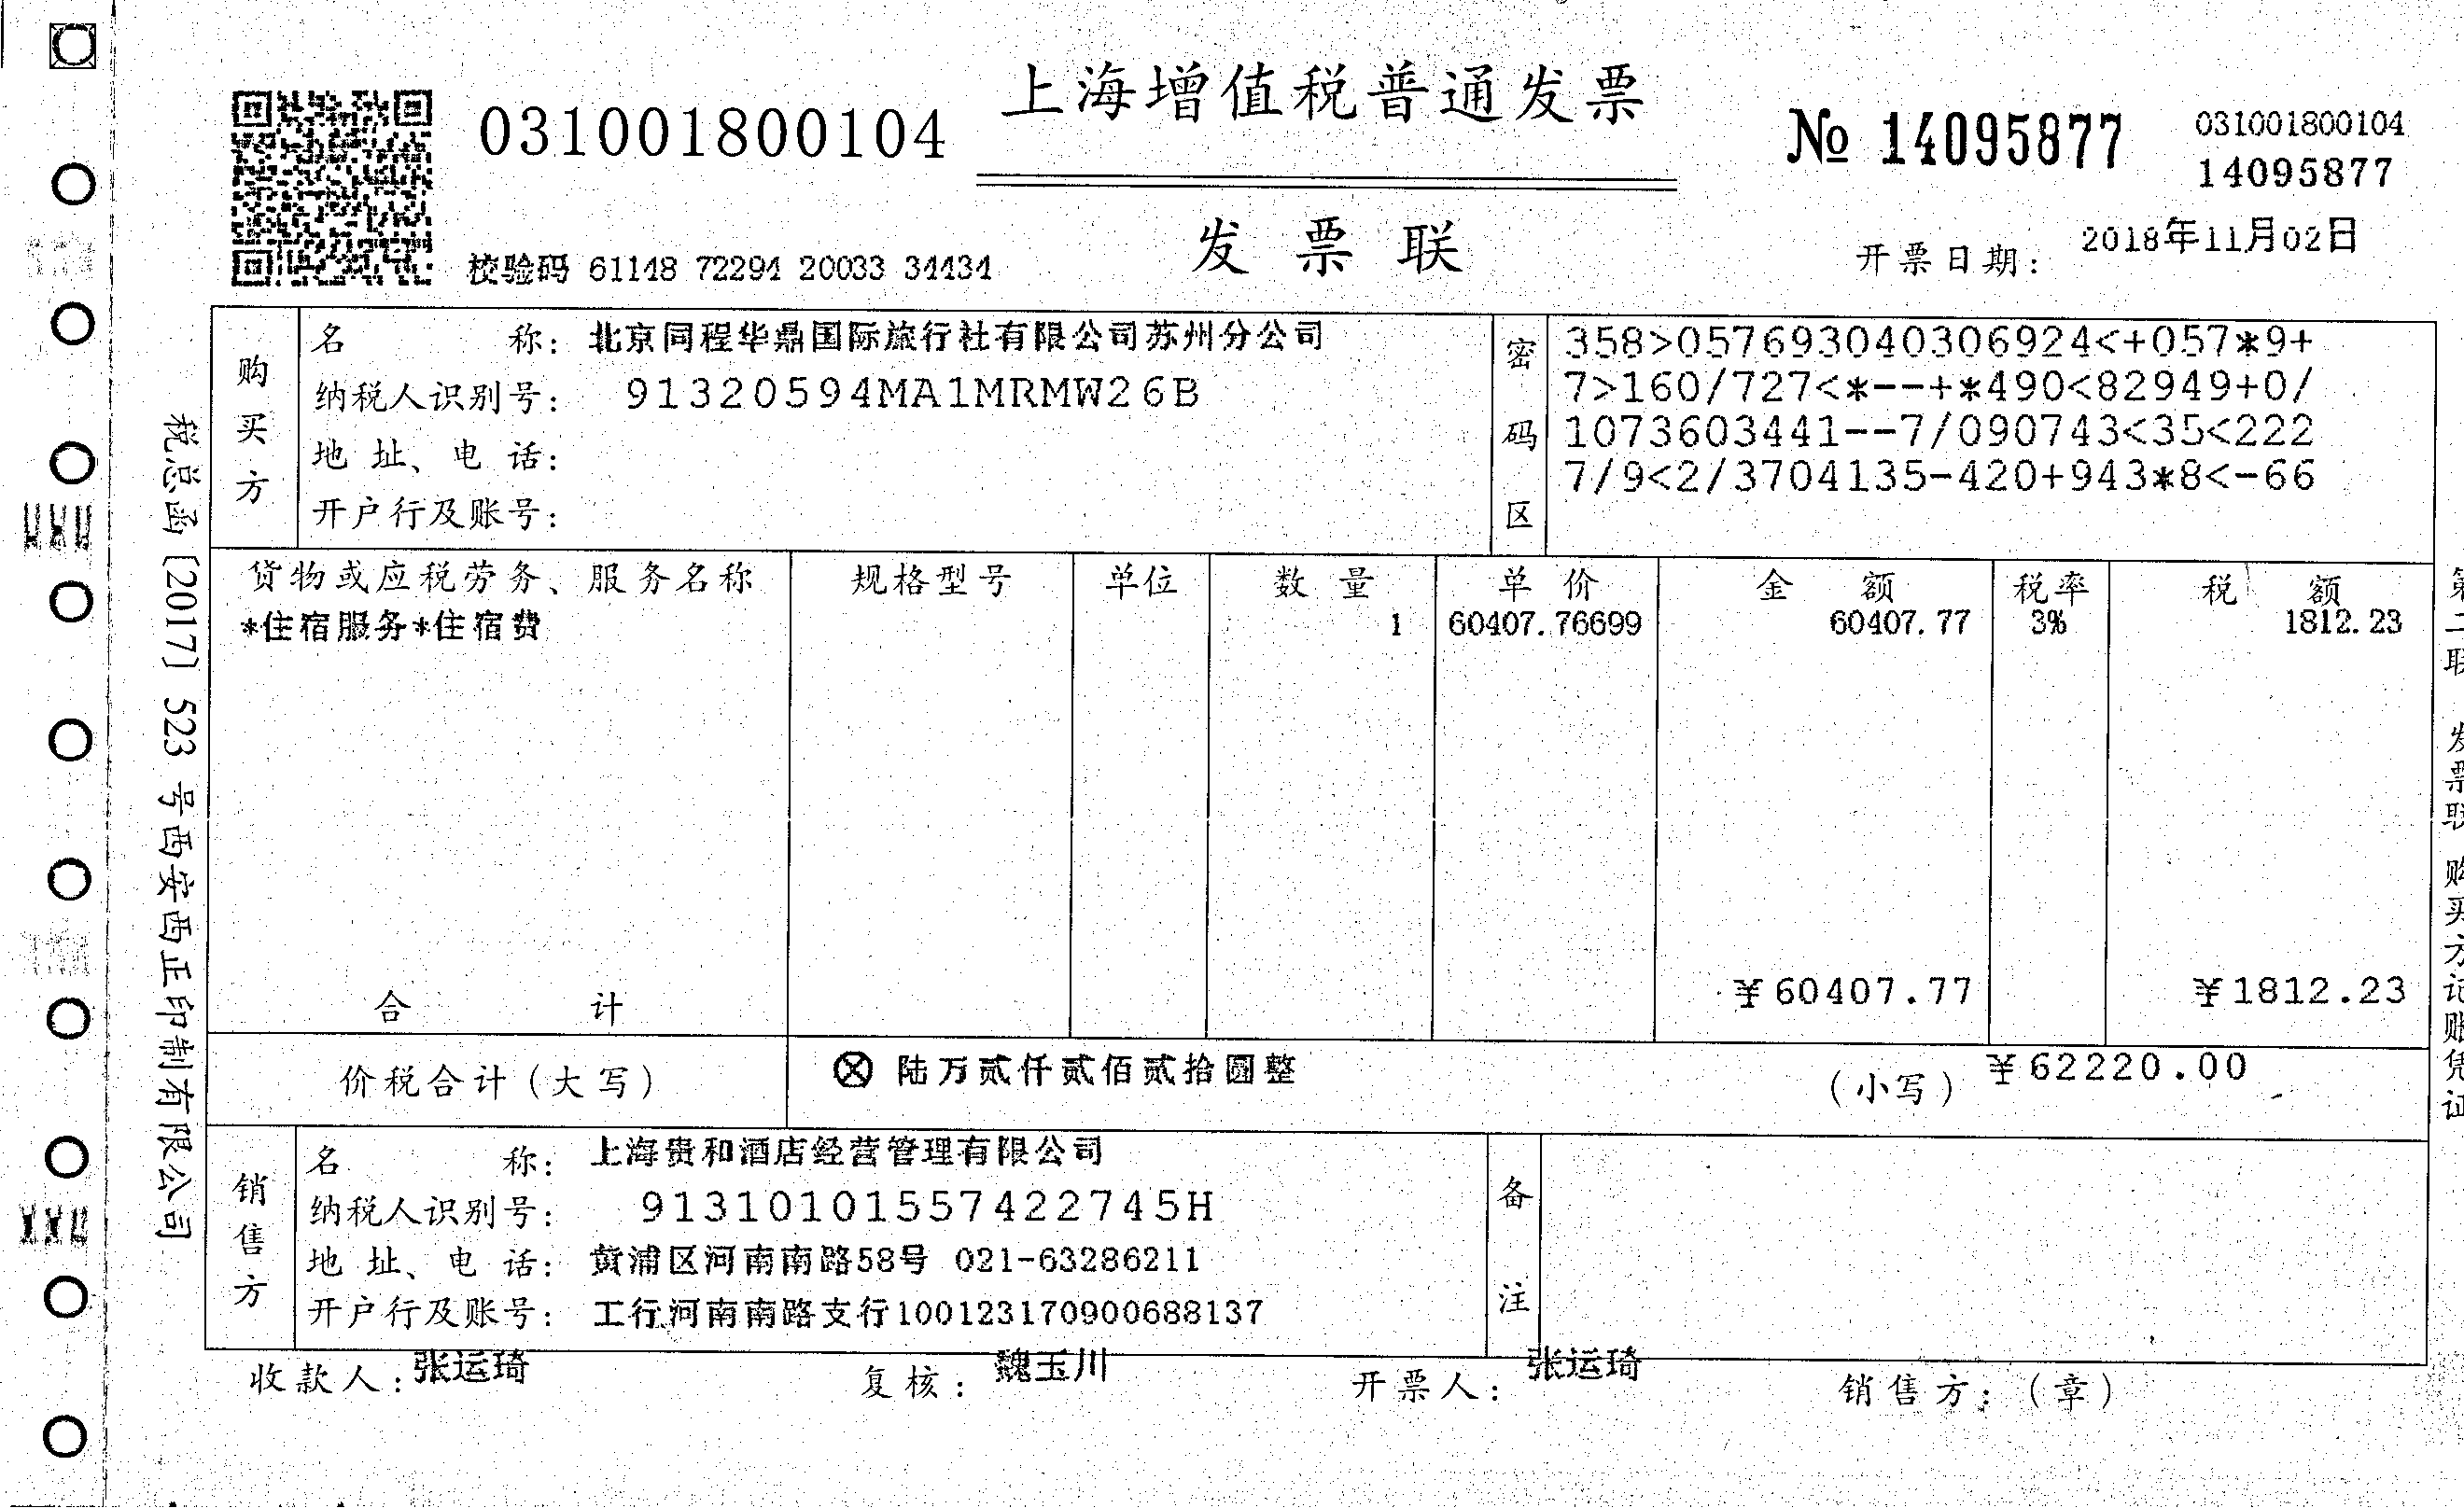 上海增值税普通发票
031001800104
№ 14095877
031001800104
14095877
发票联
校验码 61148 72294 20033 34434
开票日期: 2018年11月02日
购买方
名称: 北京同程华鼎国际旅行社有限公司苏州分公司
纳税人识别号: 91320594MA1MRMW26B
地址、电话:
开户行及账号:
密码区
358>057693040306924<+057*9+
7>160/727<*--+*490<82949+0/
1073603441--7/090743<35<222
7/9<2/3704135-420+943*8<-66
货物或应税劳务、服务名称 规格型号 单位 数量 单价 金额 税率 税额
*住宿服务*住宿费 1 60407.76699 60407.77 3% 1812.23
合计 ¥60407.77 ¥1812.23
价税合计(大写) ⊗陆万贰仟贰佰贰拾圆整 (小写) ¥62220.00
销售方
名称: 上海贵和酒店经营管理有限公司
纳税人识别号: 91310101557422745H
地址、电话: 黄浦区河南南路58号 021-63286211
开户行及账号: 工行河南南路支行100123170900688137
备注
收款人: 张运琦 复核: 魏玉川 开票人: 张运琦 销售方: (章)
税总函〔2017〕523号西安西正印制有限公司
第二联 发票联 购买方记账凭证